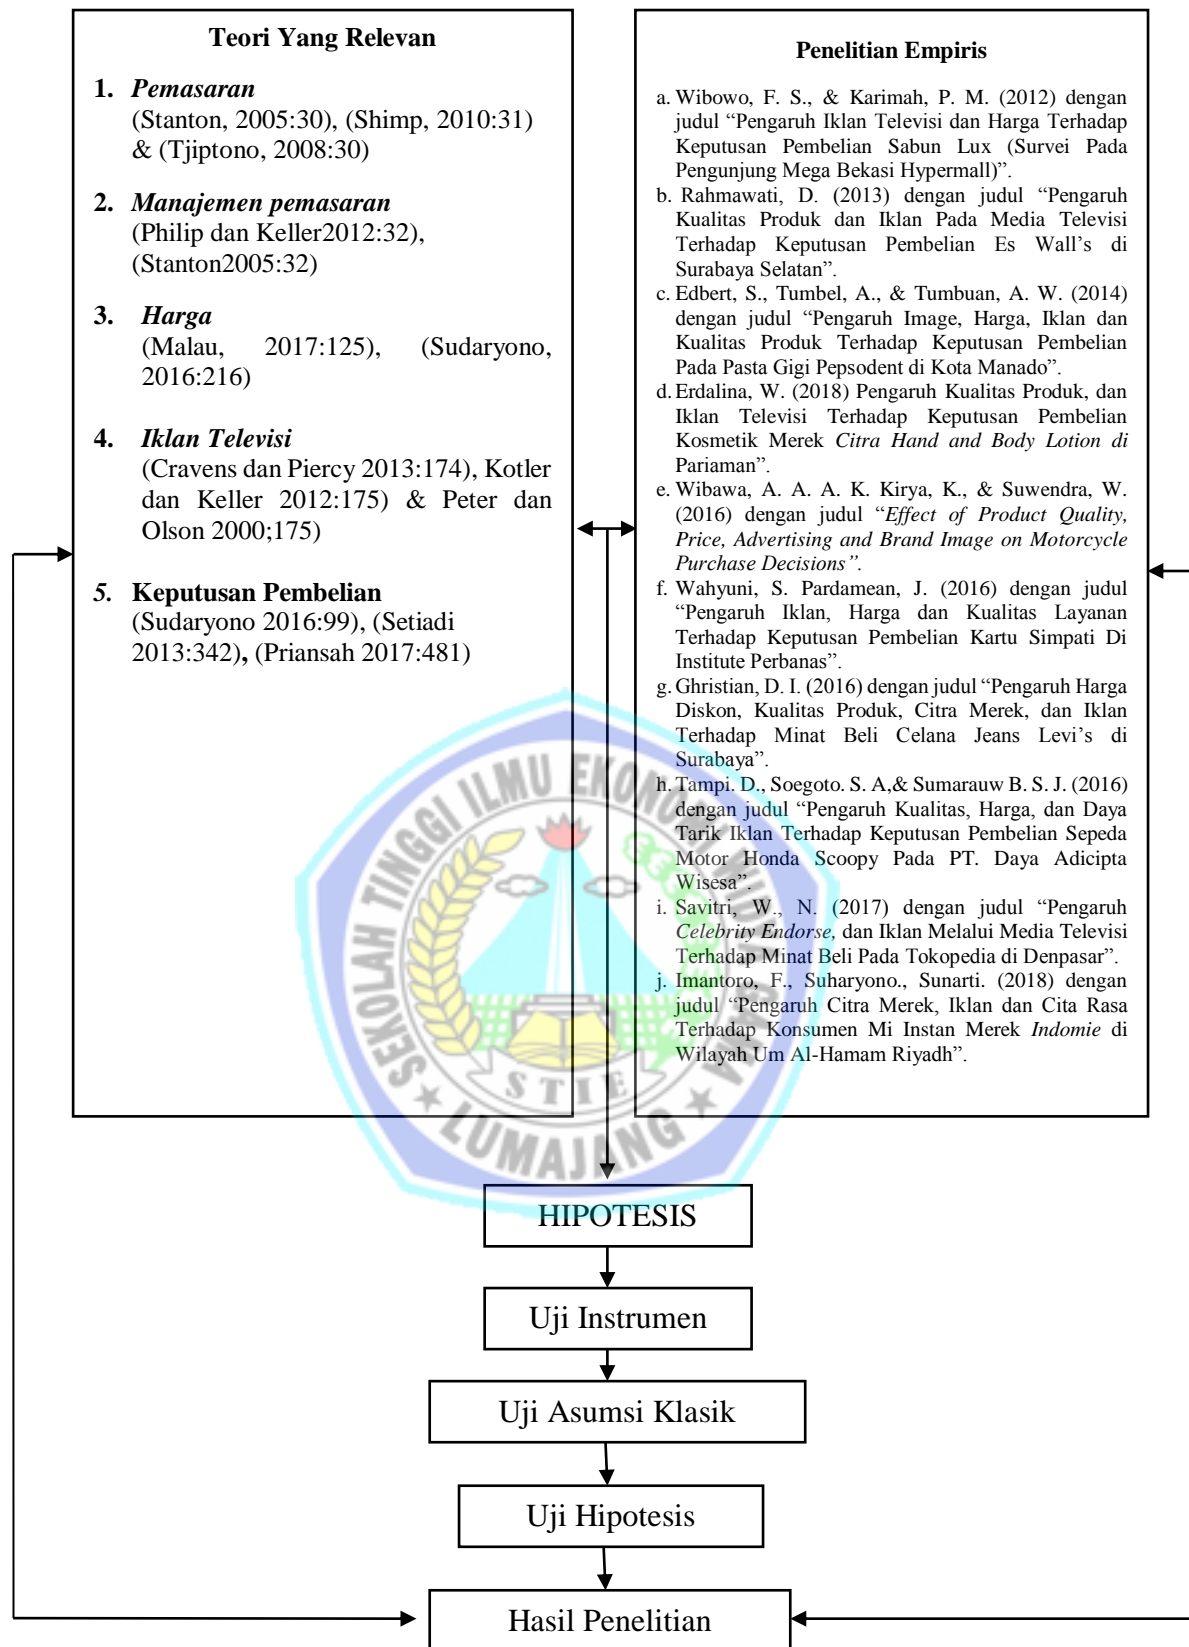 Teori Yang Relevan
1. Pemasaran
(Stanton, 2005:30), (Shimp, 2010:31)
& (Tjiptono, 2008:30)
2. Manajemen pemasaran
(Philip dan Keller2012:32),
(Stanton2005:32)
3. Harga
(Malau, 2017:125), (Sudaryono,
2016:216)
4. Iklan Televisi
(Cravens dan Piercy 2013:174), Kotler
dan Keller 2012:175) & Peter dan
Olson 2000;175)
5. Keputusan Pembelian
(Sudaryono 2016:99), (Setiadi
2013:342), (Priansah 2017:481)
Penelitian Empiris
a. Wibowo, F. S., & Karimah, P. M. (2012) dengan
judul “Pengaruh Iklan Televisi dan Harga Terhadap
Keputusan Pembelian Sabun Lux (Survei Pada
Pengunjung Mega Bekasi Hypermall)”.
b. Rahmawati, D. (2013) dengan judul “Pengaruh
Kualitas Produk dan Iklan Pada Media Televisi
Terhadap Keputusan Pembelian Es Wall’s di
Surabaya Selatan”.
c. Edbert, S., Tumbel, A., & Tumbuan, A. W. (2014)
dengan judul “Pengaruh Image, Harga, Iklan dan
Kualitas Produk Terhadap Keputusan Pembelian
Pada Pasta Gigi Pepsodent di Kota Manado”.
d. Erdalina, W. (2018) Pengaruh Kualitas Produk, dan
Iklan Televisi Terhadap Keputusan Pembelian
Kosmetik Merek Citra Hand and Body Lotion di
Pariaman”.
e. Wibawa, A. A. A. K. Kirya, K., & Suwendra, W.
(2016) dengan judul “Effect of Product Quality,
Price, Advertising and Brand Image on Motorcycle
Purchase Decisions”.
f. Wahyuni, S. Pardamean, J. (2016) dengan judul
“Pengaruh Iklan, Harga dan Kualitas Layanan
Terhadap Keputusan Pembelian Kartu Simpati Di
Institute Perbanas”.
g. Ghristian, D. I. (2016) dengan judul “Pengaruh Harga
Diskon, Kualitas Produk, Citra Merek, dan Iklan
Terhadap Minat Beli Celana Jeans Levi’s di
Surabaya”.
h. Tampi. D., Soegoto. S. A,& Sumarauw B. S. J. (2016)
dengan judul “Pengaruh Kualitas, Harga, dan Daya
Tarik Iklan Terhadap Keputusan Pembelian Sepeda
Motor Honda Scoopy Pada PT. Daya Adicipta
Wisesa”.
i. Savitri, W., N. (2017) dengan judul “Pengaruh
Celebrity Endorse, dan Iklan Melalui Media Televisi
Terhadap Minat Beli Pada Tokopedia di Denpasar”.
j. Imantoro, F., Suharyono., Sunarti. (2018) dengan
judul “Pengaruh Citra Merek, Iklan dan Cita Rasa
Terhadap Konsumen Mi Instan Merek Indomie di
Wilayah Um Al-Hamam Riyadh”.
SEKOLAH TINGGI ILMU EKONOMI WIDYA GAMA
STIE
LUMAJANG
HIPOTESIS
Uji Instrumen
Uji Asumsi Klasik
Uji Hipotesis
Hasil Penelitian